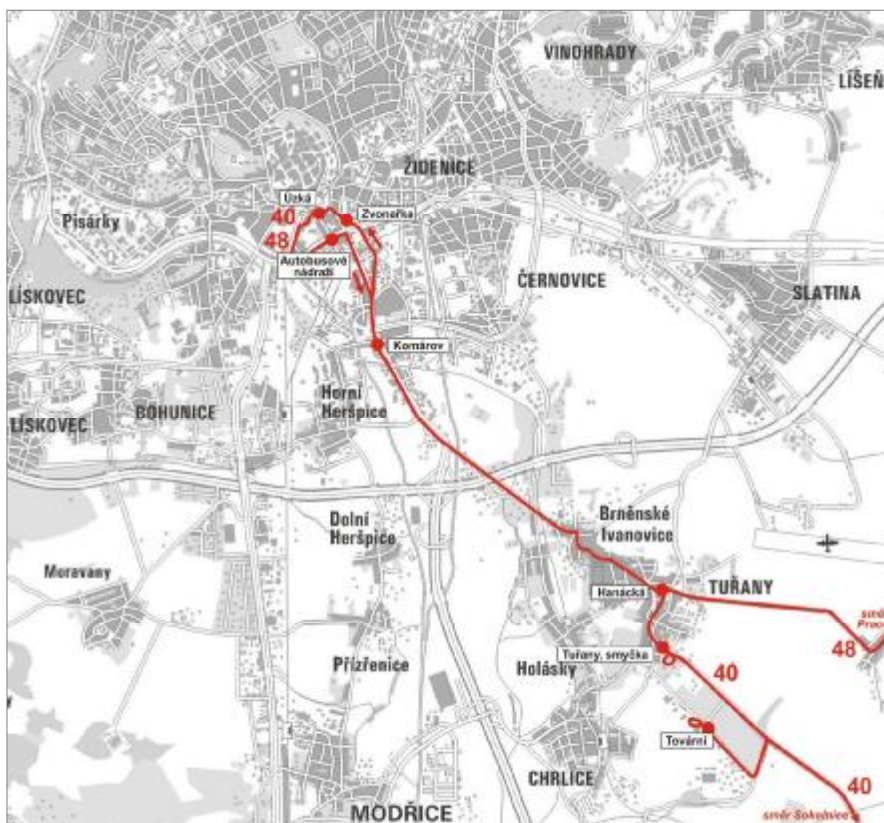 VINOHRADY
LÍŠEŇ
ŽIDENICE
Úzká
40
Zvonařka
Pisárky
48
Autobusové
nádraží
ČERNOVICE
LÍSKOVEC
SLATINA
Komárov
Horní
Heršpice
BOHUNICE
LÍSKOVEC
Brněnské
Ivanovice
Dolní
Heršpice
Moravany
Hanácká
TUŘANY
směr
48
Tuřany, smyčka
Přízřenice
Holásky
40
Tovární
CHRLICE
40
MODŘICE
směr Sokolnice